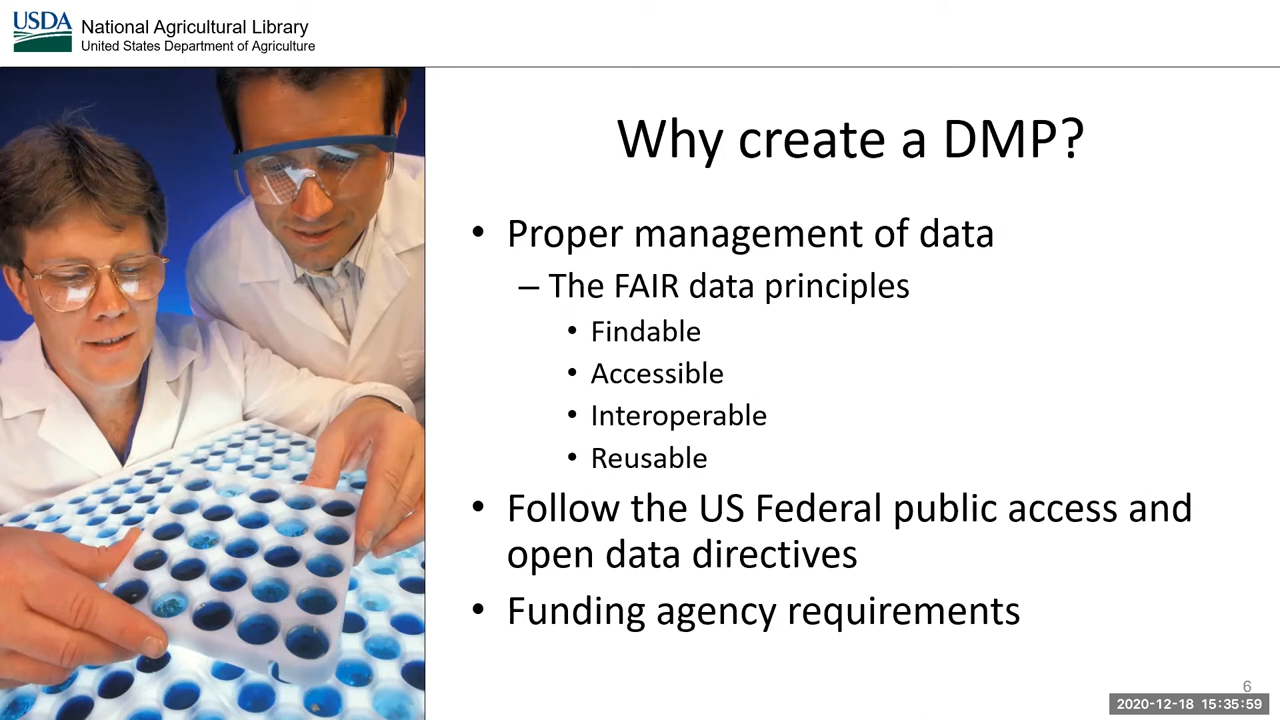 USDA
National Agricultural Library
United States Department of Agriculture
Why create a DMP?
• Proper management of data
– The FAIR data principles
• Findable
• Accessible
• Interoperable
• Reusable
• Follow the US Federal public access and
open data directives
• Funding agency requirements
6
2020-12-18 15:35:59